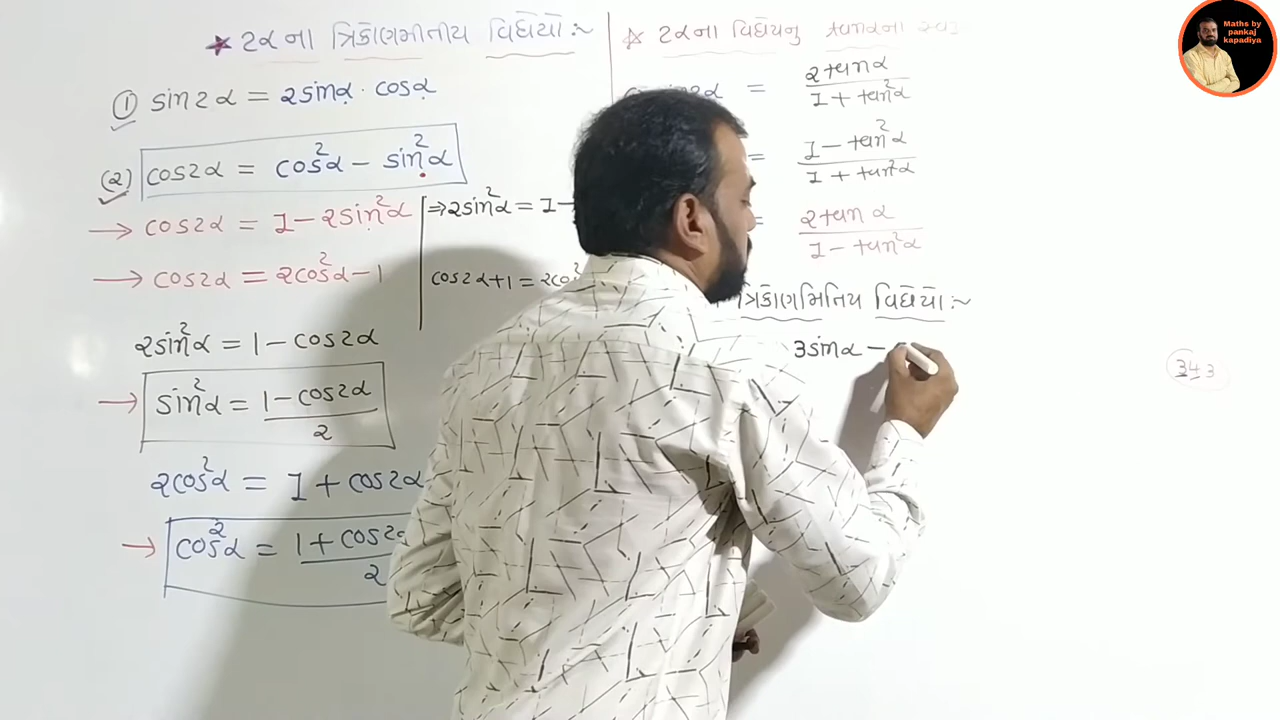 ★ 2α ના ત્રિકોણમીતીય વિધેયો :~
① sin2α = 2sinα · cosα
(૨) cos2α = cos²α − sin²α
→ cos2α = 1 − 2sin²α
→ cos2α = 2cos²α − 1
⇒ 2sin²α = 1 −
cos2α + 1 = 2cos²
2sin²α = 1 − cos2α
→ sin²α = (1 − cos2α)/2
2cos²α = 1 + cos2α
→ cos²α = (1 + cos2α)/2
☆ 2α ના વિધેયનુ tanα ના
= 2tanα/(1 + tan²α)
= (1 − tan²α)/(1 + tan²α)
= 2tanα/(1 − tan²α)
ત્રિકોણમિતિય વિધેયો :~
3sinα −
343
Maths by
pankaj
kapadiya